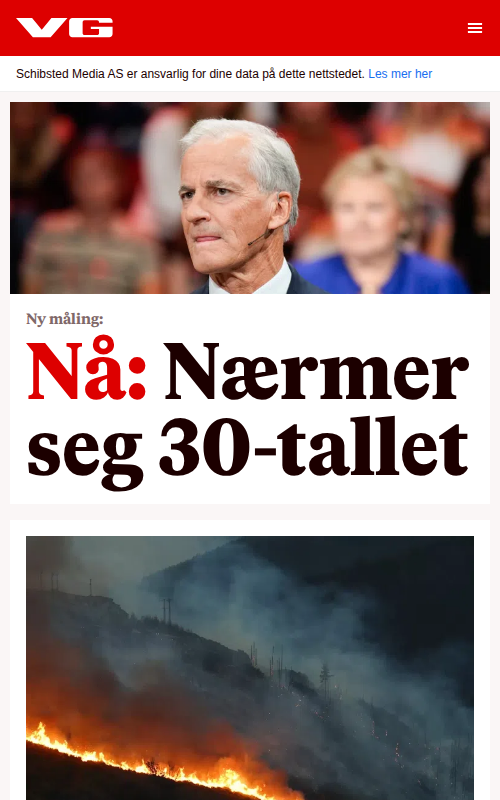 VG
Schibsted Media AS er ansvarlig for dine data på dette nettstedet. Les mer her
Ny måling:
Nå: Nærmer
seg 30-tallet